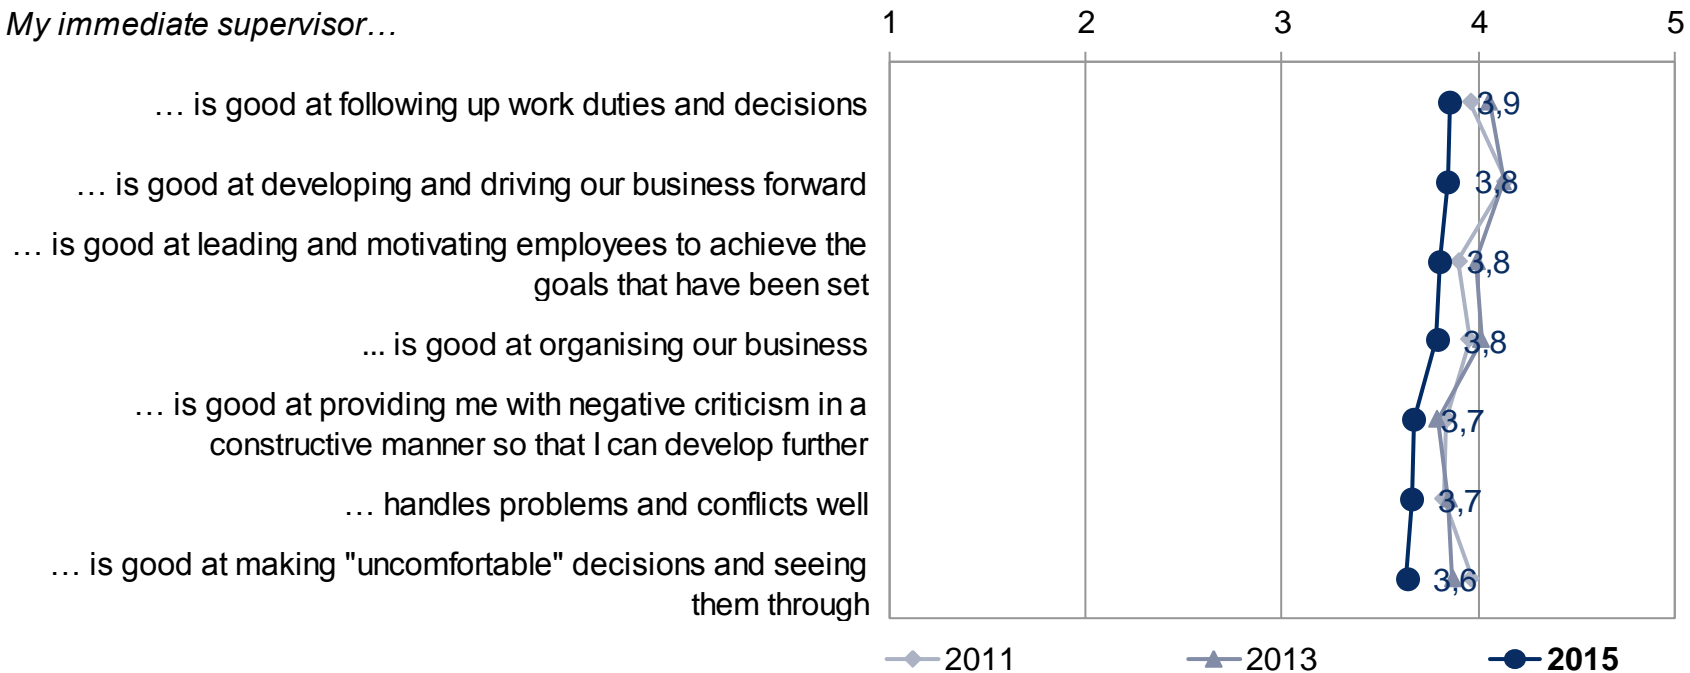 My immediate supervisor…
1 2 3 4 5
… is good at following up work duties and decisions
3,9
… is good at developing and driving our business forward
3,8
… is good at leading and motivating employees to achieve the
goals that have been set
3,8
... is good at organising our business
3,8
… is good at providing me with negative criticism in a
constructive manner so that I can develop further
3,7
… handles problems and conflicts well
3,7
… is good at making "uncomfortable" decisions and seeing
them through
3,6
2011 2013 2015